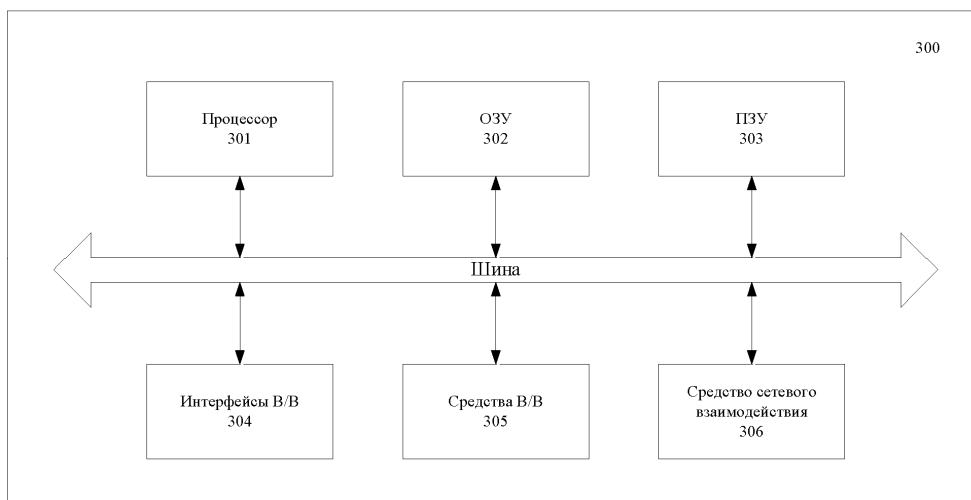 300
Процессор
301
ОЗУ
302
ПЗУ
303
Шина
Интерфейсы В/В
304
Средства В/В
305
Средство сетевого
взаимодействия
306